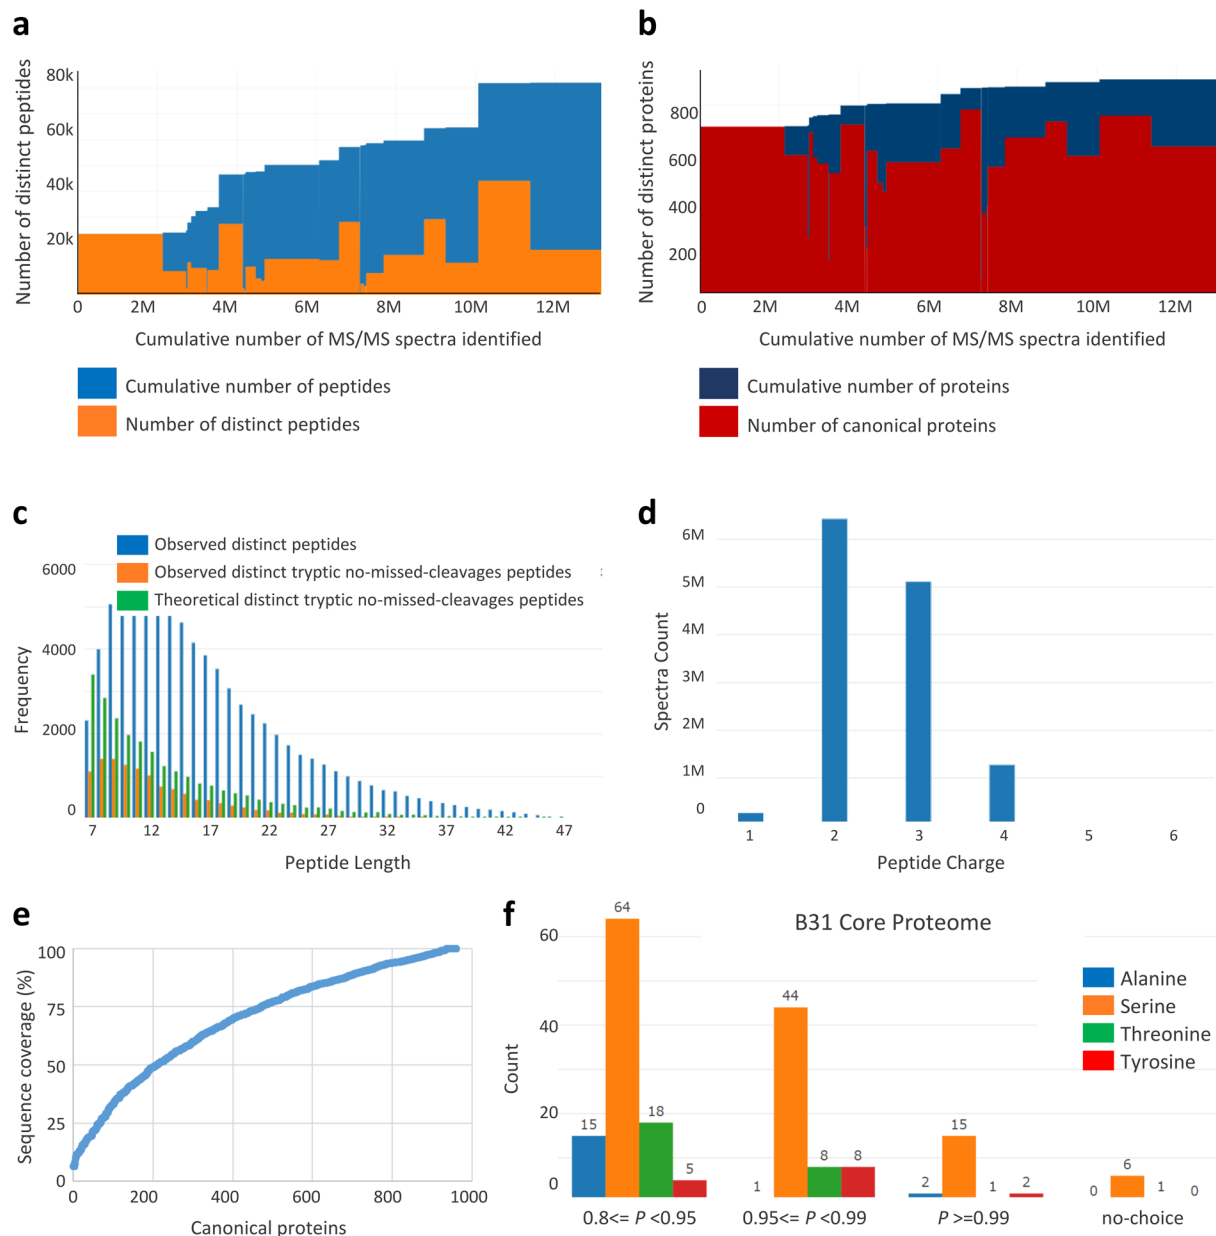 a
Number of distinct peptides
80k
60k
40k
20k
0 2M 4M 6M 8M 10M 12M
Cumulative number of MS/MS spectra identified
Cumulative number of peptides
Number of distinct peptides
b
Number of distinct proteins
800
600
400
200
0 2M 4M 6M 8M 10M 12M
Cumulative number of MS/MS spectra identified
Cumulative number of proteins
Number of canonical proteins
c
Observed distinct peptides
Observed distinct tryptic no-missed-cleavages peptides
Theoretical distinct tryptic no-missed-cleavages peptides
Frequency
6000
4000
2000
0
7 12 17 22 27 32 37 42 47
Peptide Length
d
Spectra Count
6M
5M
4M
3M
2M
1M
0
1 2 3 4 5 6
Peptide Charge
e
Sequence coverage (%)
100
75
50
25
0
0 200 400 600 800 1000
Canonical proteins
f
B31 Core Proteome
Count
60
40
20
0
Alanine
Serine
Threonine
Tyrosine
15 64 18 5
1 44 8 8
2 15 1 2
0 6 1 0
0.8<= P <0.95 0.95<= P <0.99 P >=0.99 no-choice